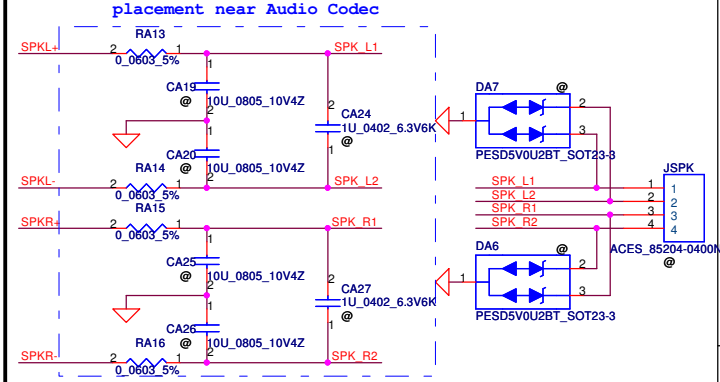 placement near Audio Codec
RA13
SPKL+ 2 1 SPK_L1
0_0603_5%
1
CA19
@ 10U_0805_10V4Z
2
2
CA24
1U_0402_6.3V6K
@
1
1
CA20
10U_0805_10V4Z
@
2
RA14
SPKL- 2 1 SPK_L2
0_0603_5%
RA15
SPKR+ 2 1 SPK_R1
0_0603_5%
1
CA25
@ 10U_0805_10V4Z
2
2
CA27
1U_0402_6.3V6K
@
1
1
CA26
10U_0805_10V4Z
@
2
RA16
SPKR- 2 1 SPK_R2
0_0603_5%
DA7
@
1
2
3
PESD5V0U2BT_SOT23-3
JSPK
SPK_L1 1 1
SPK_L2 2 2
SPK_R1 3 3
SPK_R2 4 4
ACES_85204-0400N
@
DA6
@
1
2
3
PESD5V0U2BT_SOT23-3